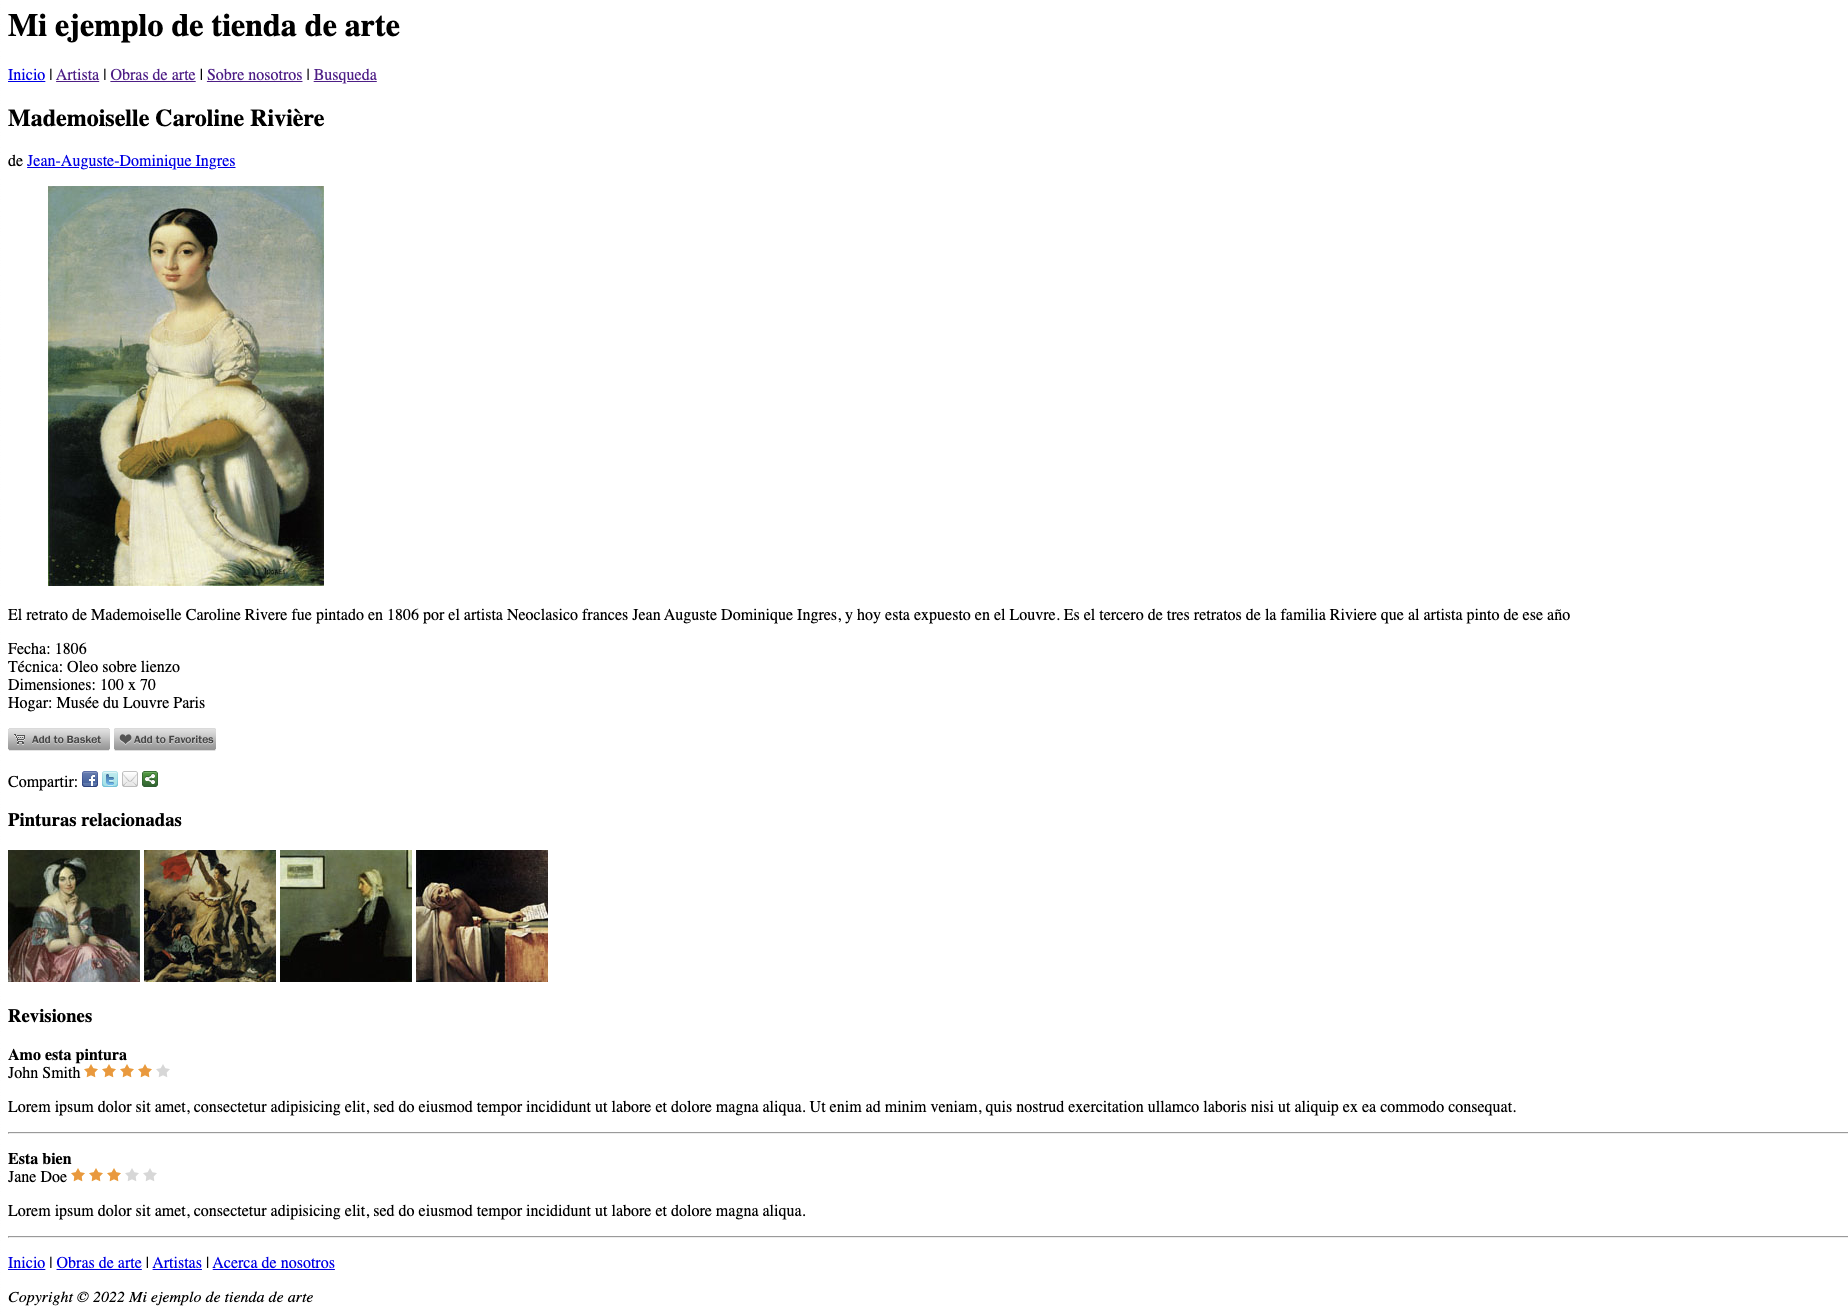 Mi ejemplo de tienda de arte
Inicio | Artista | Obras de arte | Sobre nosotros | Busqueda
Mademoiselle Caroline Rivière
de Jean-Auguste-Dominique Ingres
El retrato de Mademoiselle Caroline Rivere fue pintado en 1806 por el artista Neoclasico frances Jean Auguste Dominique Ingres, y hoy esta expuesto en el Louvre. Es el tercero de tres retratos de la familia Riviere que al artista pinto de ese año
Fecha: 1806
Técnica: Oleo sobre lienzo
Dimensiones: 100 x 70
Hogar: Musée du Louvre Paris
Add to Basket Add to Favorites
Compartir:
Pinturas relacionadas
Revisiones
Amo esta pintura
John Smith
Lorem ipsum dolor sit amet, consectetur adipisicing elit, sed do eiusmod tempor incididunt ut labore et dolore magna aliqua. Ut enim ad minim veniam, quis nostrud exercitation ullamco laboris nisi ut aliquip ex ea commodo consequat.
Esta bien
Jane Doe
Lorem ipsum dolor sit amet, consectetur adipisicing elit, sed do eiusmod tempor incididunt ut labore et dolore magna aliqua.
Inicio | Obras de arte | Artistas | Acerca de nosotros
Copyright © 2022 Mi ejemplo de tienda de arte